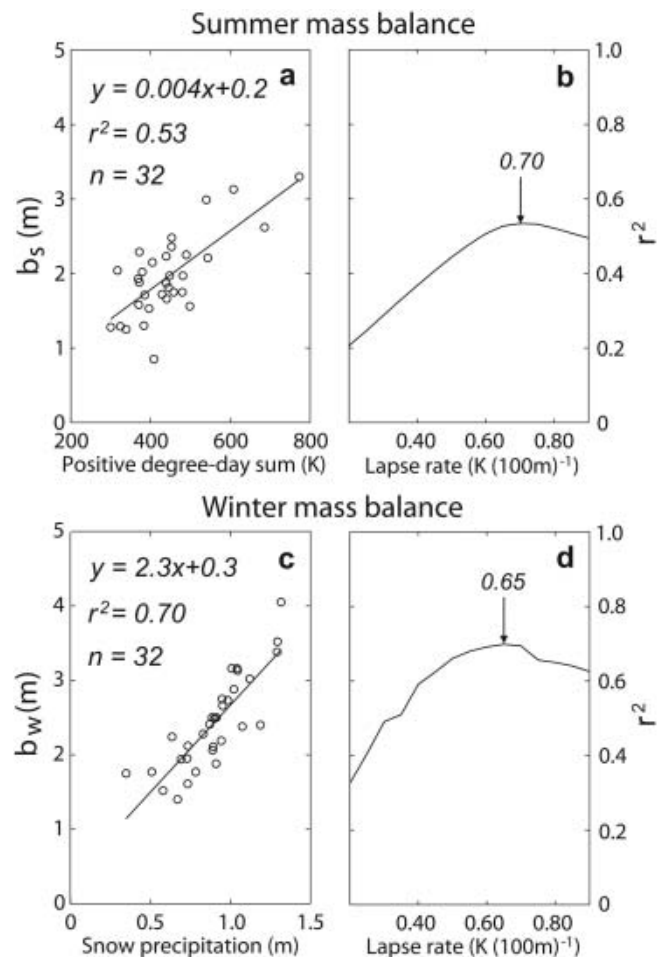 Summer mass balance
5
4
3
2
1
0
b_s (m)
a
y = 0.004x+0.2
r² = 0.53
n = 32
200
400
600
800
Positive degree-day sum (K)
b
0.70
1.0
0.8
0.6
0.4
0.2
0
r²
0.40
0.60
0.80
Lapse rate (K (100m)⁻¹)
Winter mass balance
5
4
3
2
1
0
b_w (m)
c
y = 2.3x+0.3
r² = 0.70
n = 32
0
0.5
1.0
1.5
Snow precipitation (m)
d
0.65
1.0
0.8
0.6
0.4
0.2
0
r²
0.40
0.60
0.80
Lapse rate (K (100m)⁻¹)